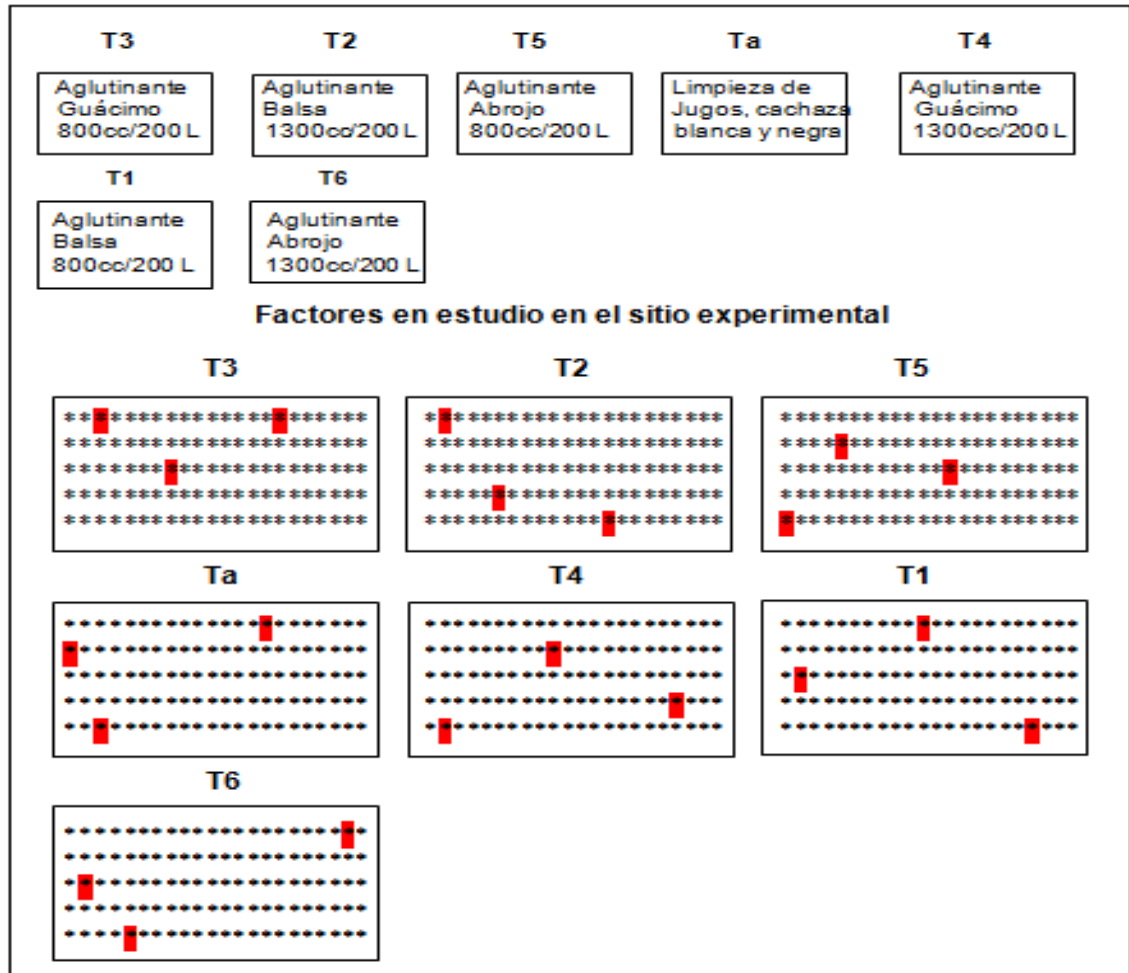 T3
T2
T5
Ta
T4
Aglutinante
Guácimo
800cc/200 L
Aglutinante
Balsa
1300cc/200 L
Aglutinante
Abrojo
800cc/200 L
Limpieza de
Jugos, cachaza
blanca y negra
Aglutinante
Guácimo
1300cc/200 L
T1
T6
Aglutinante
Balsa
800cc/200 L
Aglutinante
Abrojo
1300cc/200 L
Factores en estudio en el sitio experimental
T3
T2
T5
Ta
T4
T1
T6